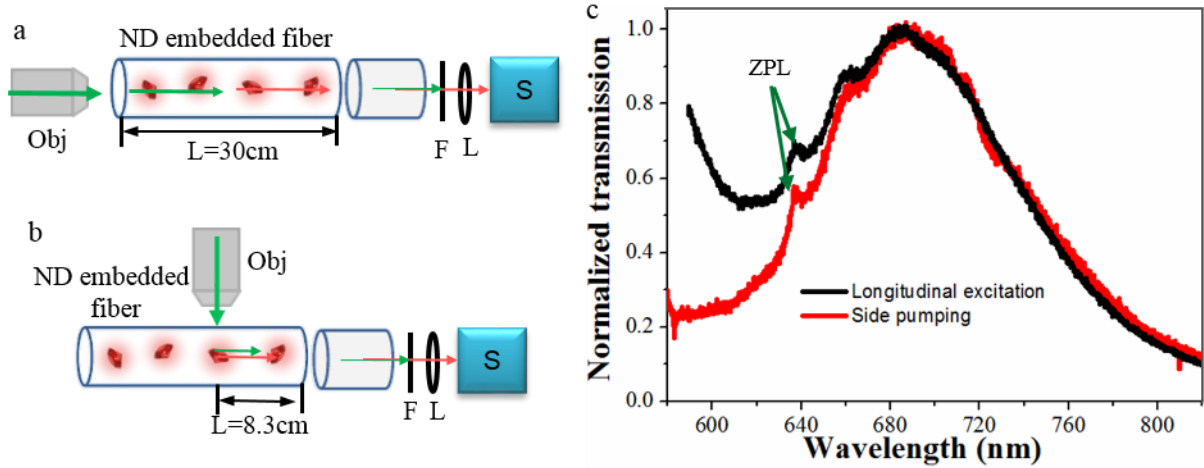 a
ND embedded fiber
Obj
L=30cm
F
L
S
b
Obj
ND embedded
fiber
L=8.3cm
F
L
S
c
Normalized transmission
1.0
0.8
0.6
0.4
0.2
0.0
ZPL
Longitudinal excitation
Side pumping
600 640 680 720 760 800
Wavelength (nm)